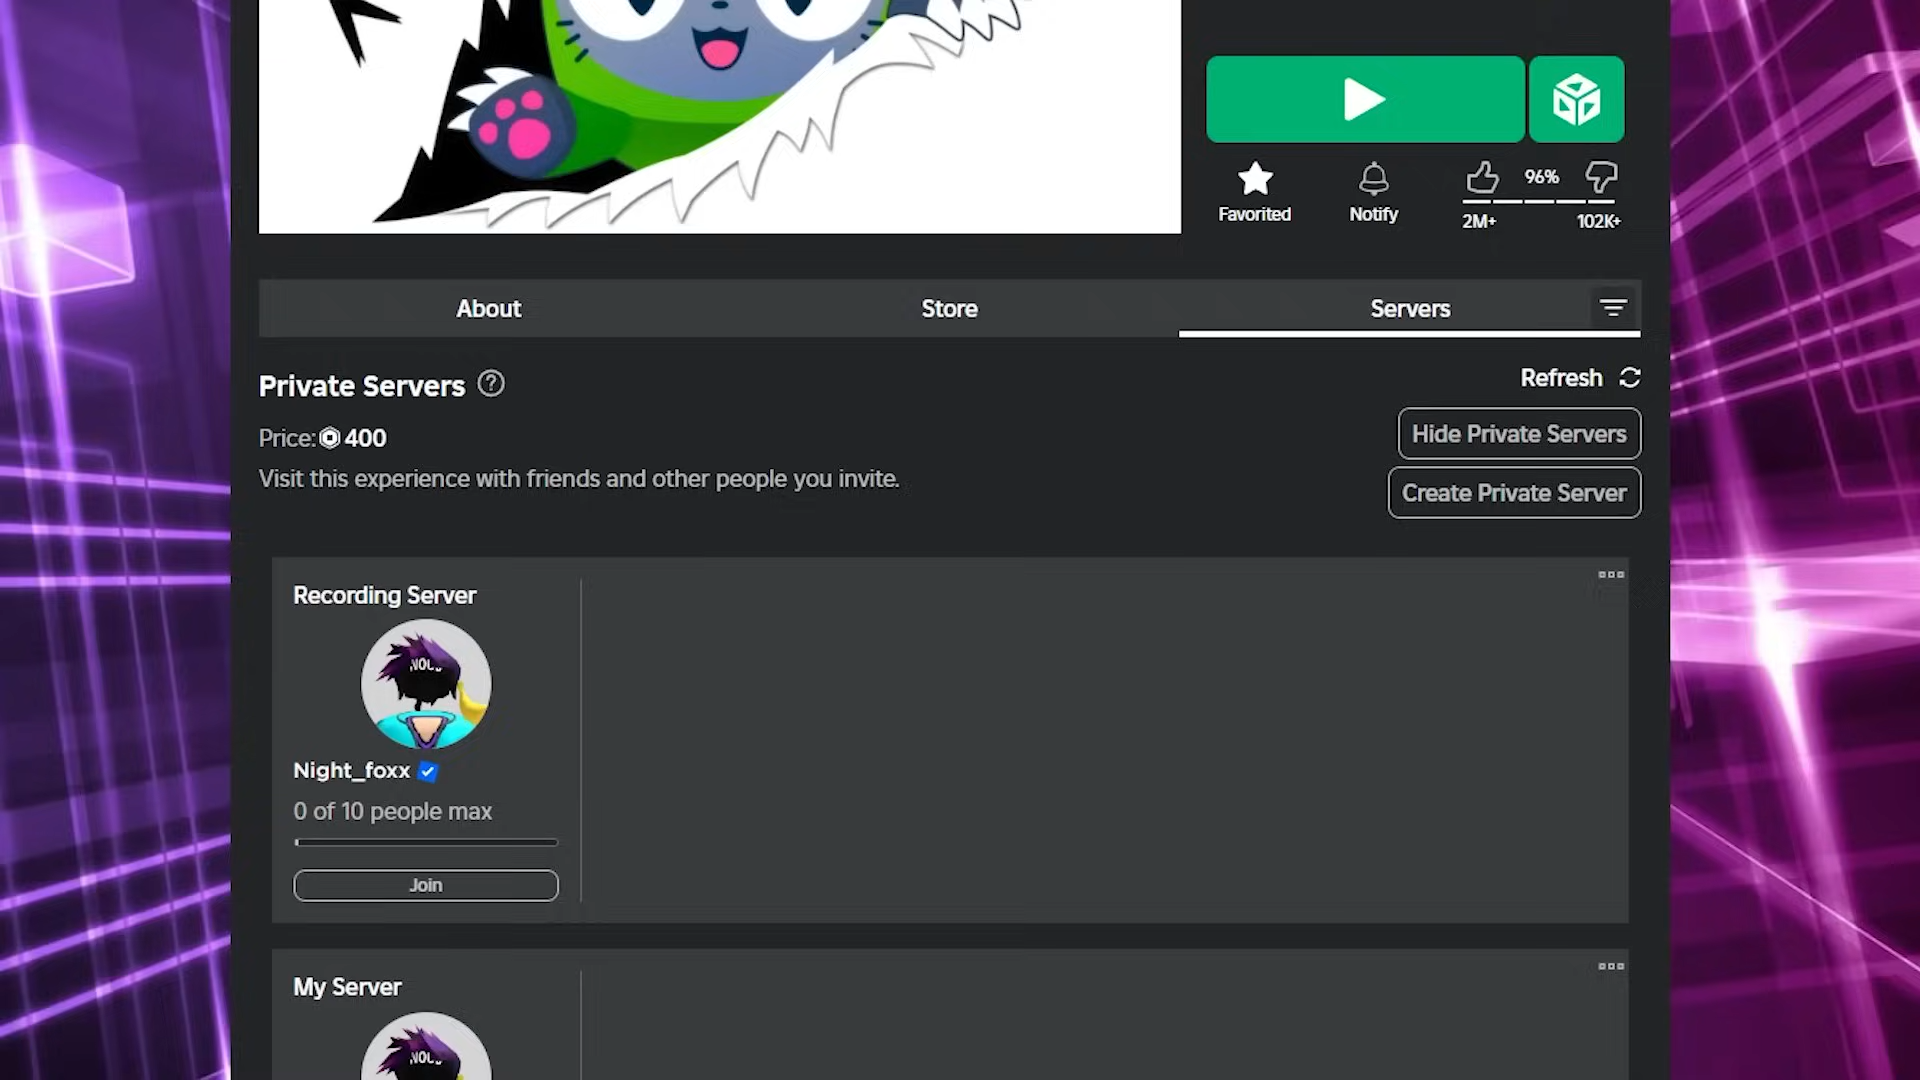 96%
Favorited
Notify
2M+
102K+
About
Store
Servers
Private Servers
Refresh
Price: 400
Hide Private Servers
Visit this experience with friends and other people you invite.
Create Private Server
Recording Server
Night_foxx
0 of 10 people max
Join
My Server